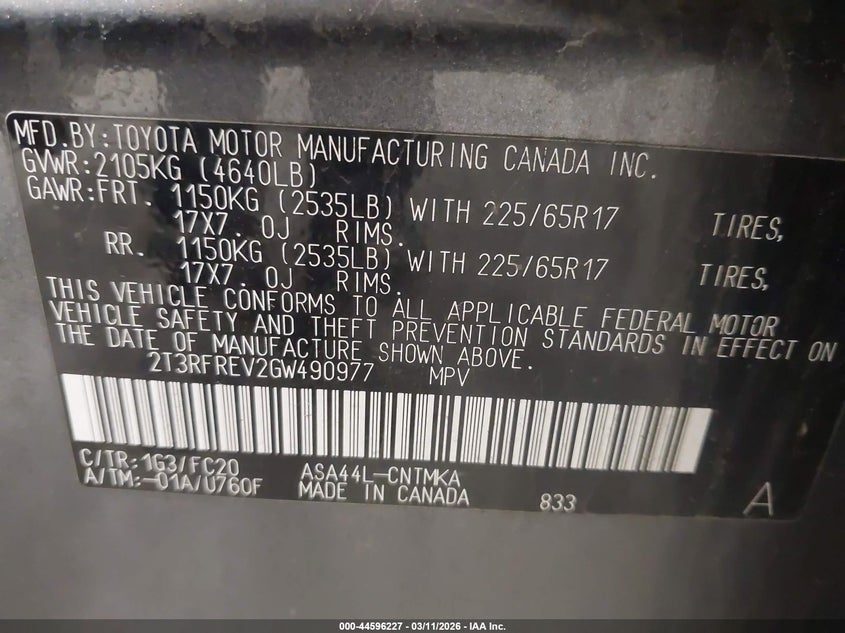 MFD.BY:TOYOTA MOTOR MANUFACTURING CANADA INC.
GVWR:2105KG (4640LB)
GAWR:FRT. 1150KG (2535LB) WITH 225/65R17 TIRES,
17X7. 0J RIMS.
RR. 1150KG (2535LB) WITH 225/65R17 TIRES,
17X7. 0J RIMS.
THIS VEHICLE CONFORMS TO ALL APPLICABLE FEDERAL MOTOR
VEHICLE SAFETY AND THEFT PREVENTION STANDARDS IN EFFECT ON
THE DATE OF MANUFACTURE SHOWN ABOVE.
2T3RFREV2GW490977 MPV
C/TR:1G3/FC20 ASA44L-CNTMKA
A/TM:-01A/U760F MADE IN CANADA 833 A
000-44596227 - 03/11/2026 - IAA Inc.